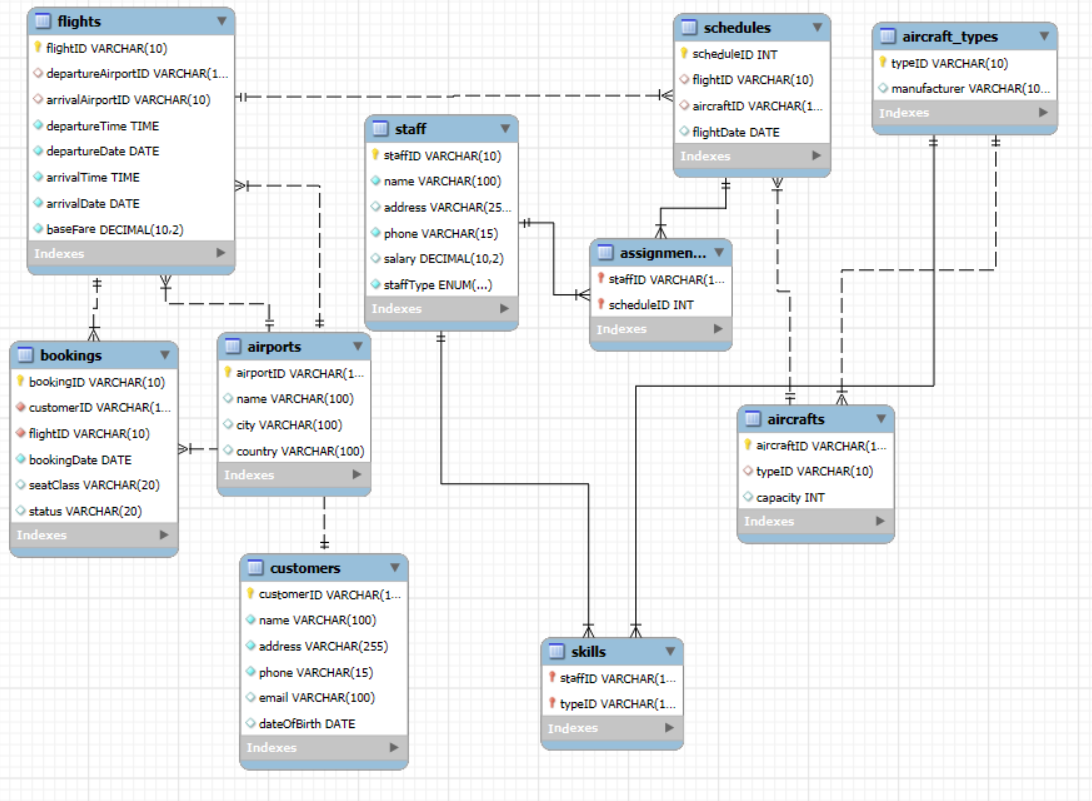 flights
flightID VARCHAR(10)
departureAirportID VARCHAR(1...
arrivalAirportID VARCHAR(10)
departureTime TIME
departureDate DATE
arrivalTime TIME
arrivalDate DATE
baseFare DECIMAL(10,2)
Indexes
schedules
scheduleID INT
flightID VARCHAR(10)
aircraftID VARCHAR(1...
flightDate DATE
Indexes
aircraft_types
typeID VARCHAR(10)
manufacturer VARCHAR(10...
Indexes
staff
staffID VARCHAR(10)
name VARCHAR(100)
address VARCHAR(25...
phone VARCHAR(15)
salary DECIMAL(10,2)
staffType ENUM(...)
Indexes
assignmen...
staffID VARCHAR(1...
scheduleID INT
Indexes
bookings
bookingID VARCHAR(10)
customerID VARCHAR(1...
flightID VARCHAR(10)
bookingDate DATE
seatClass VARCHAR(20)
status VARCHAR(20)
Indexes
airports
airportID VARCHAR(1...
name VARCHAR(100)
city VARCHAR(100)
country VARCHAR(100)
Indexes
aircrafts
aircraftID VARCHAR(1...
typeID VARCHAR(10)
capacity INT
Indexes
customers
customerID VARCHAR(1...
name VARCHAR(100)
address VARCHAR(255)
phone VARCHAR(15)
email VARCHAR(100)
dateOfBirth DATE
Indexes
skills
staffID VARCHAR(1...
typeID VARCHAR(1...
Indexes